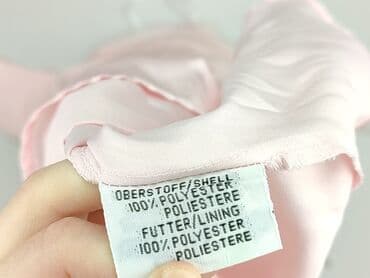 OBERSTOFF/SHELL
100% POLYESTER
POLIESTERE
FUTTER/LINING
100% POLYESTER
POLIESTERE